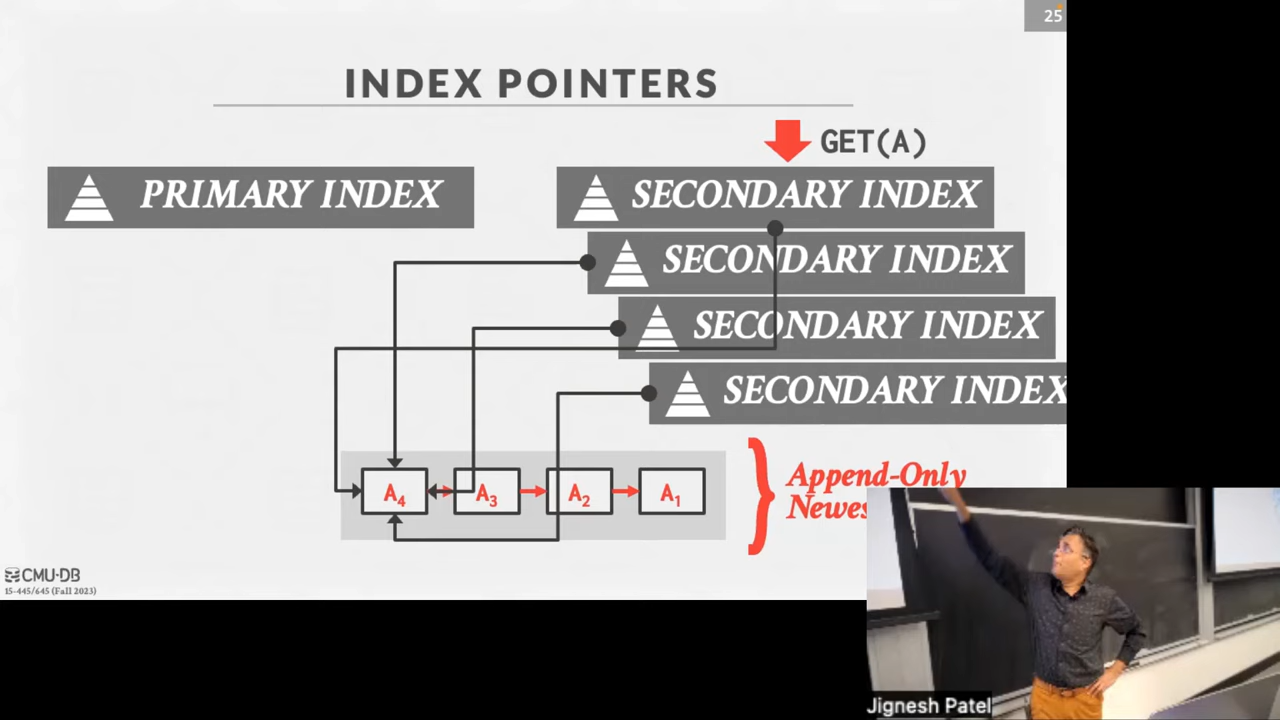 25
INDEX POINTERS
GET(A)
PRIMARY INDEX
SECONDARY INDEX
SECONDARY INDEX
SECONDARY INDEX
SECONDARY INDEX
A4
A3
A2
A1
Append-Only
CMU·DB
15-445/645 (Fall 2023)
Jignesh Patel